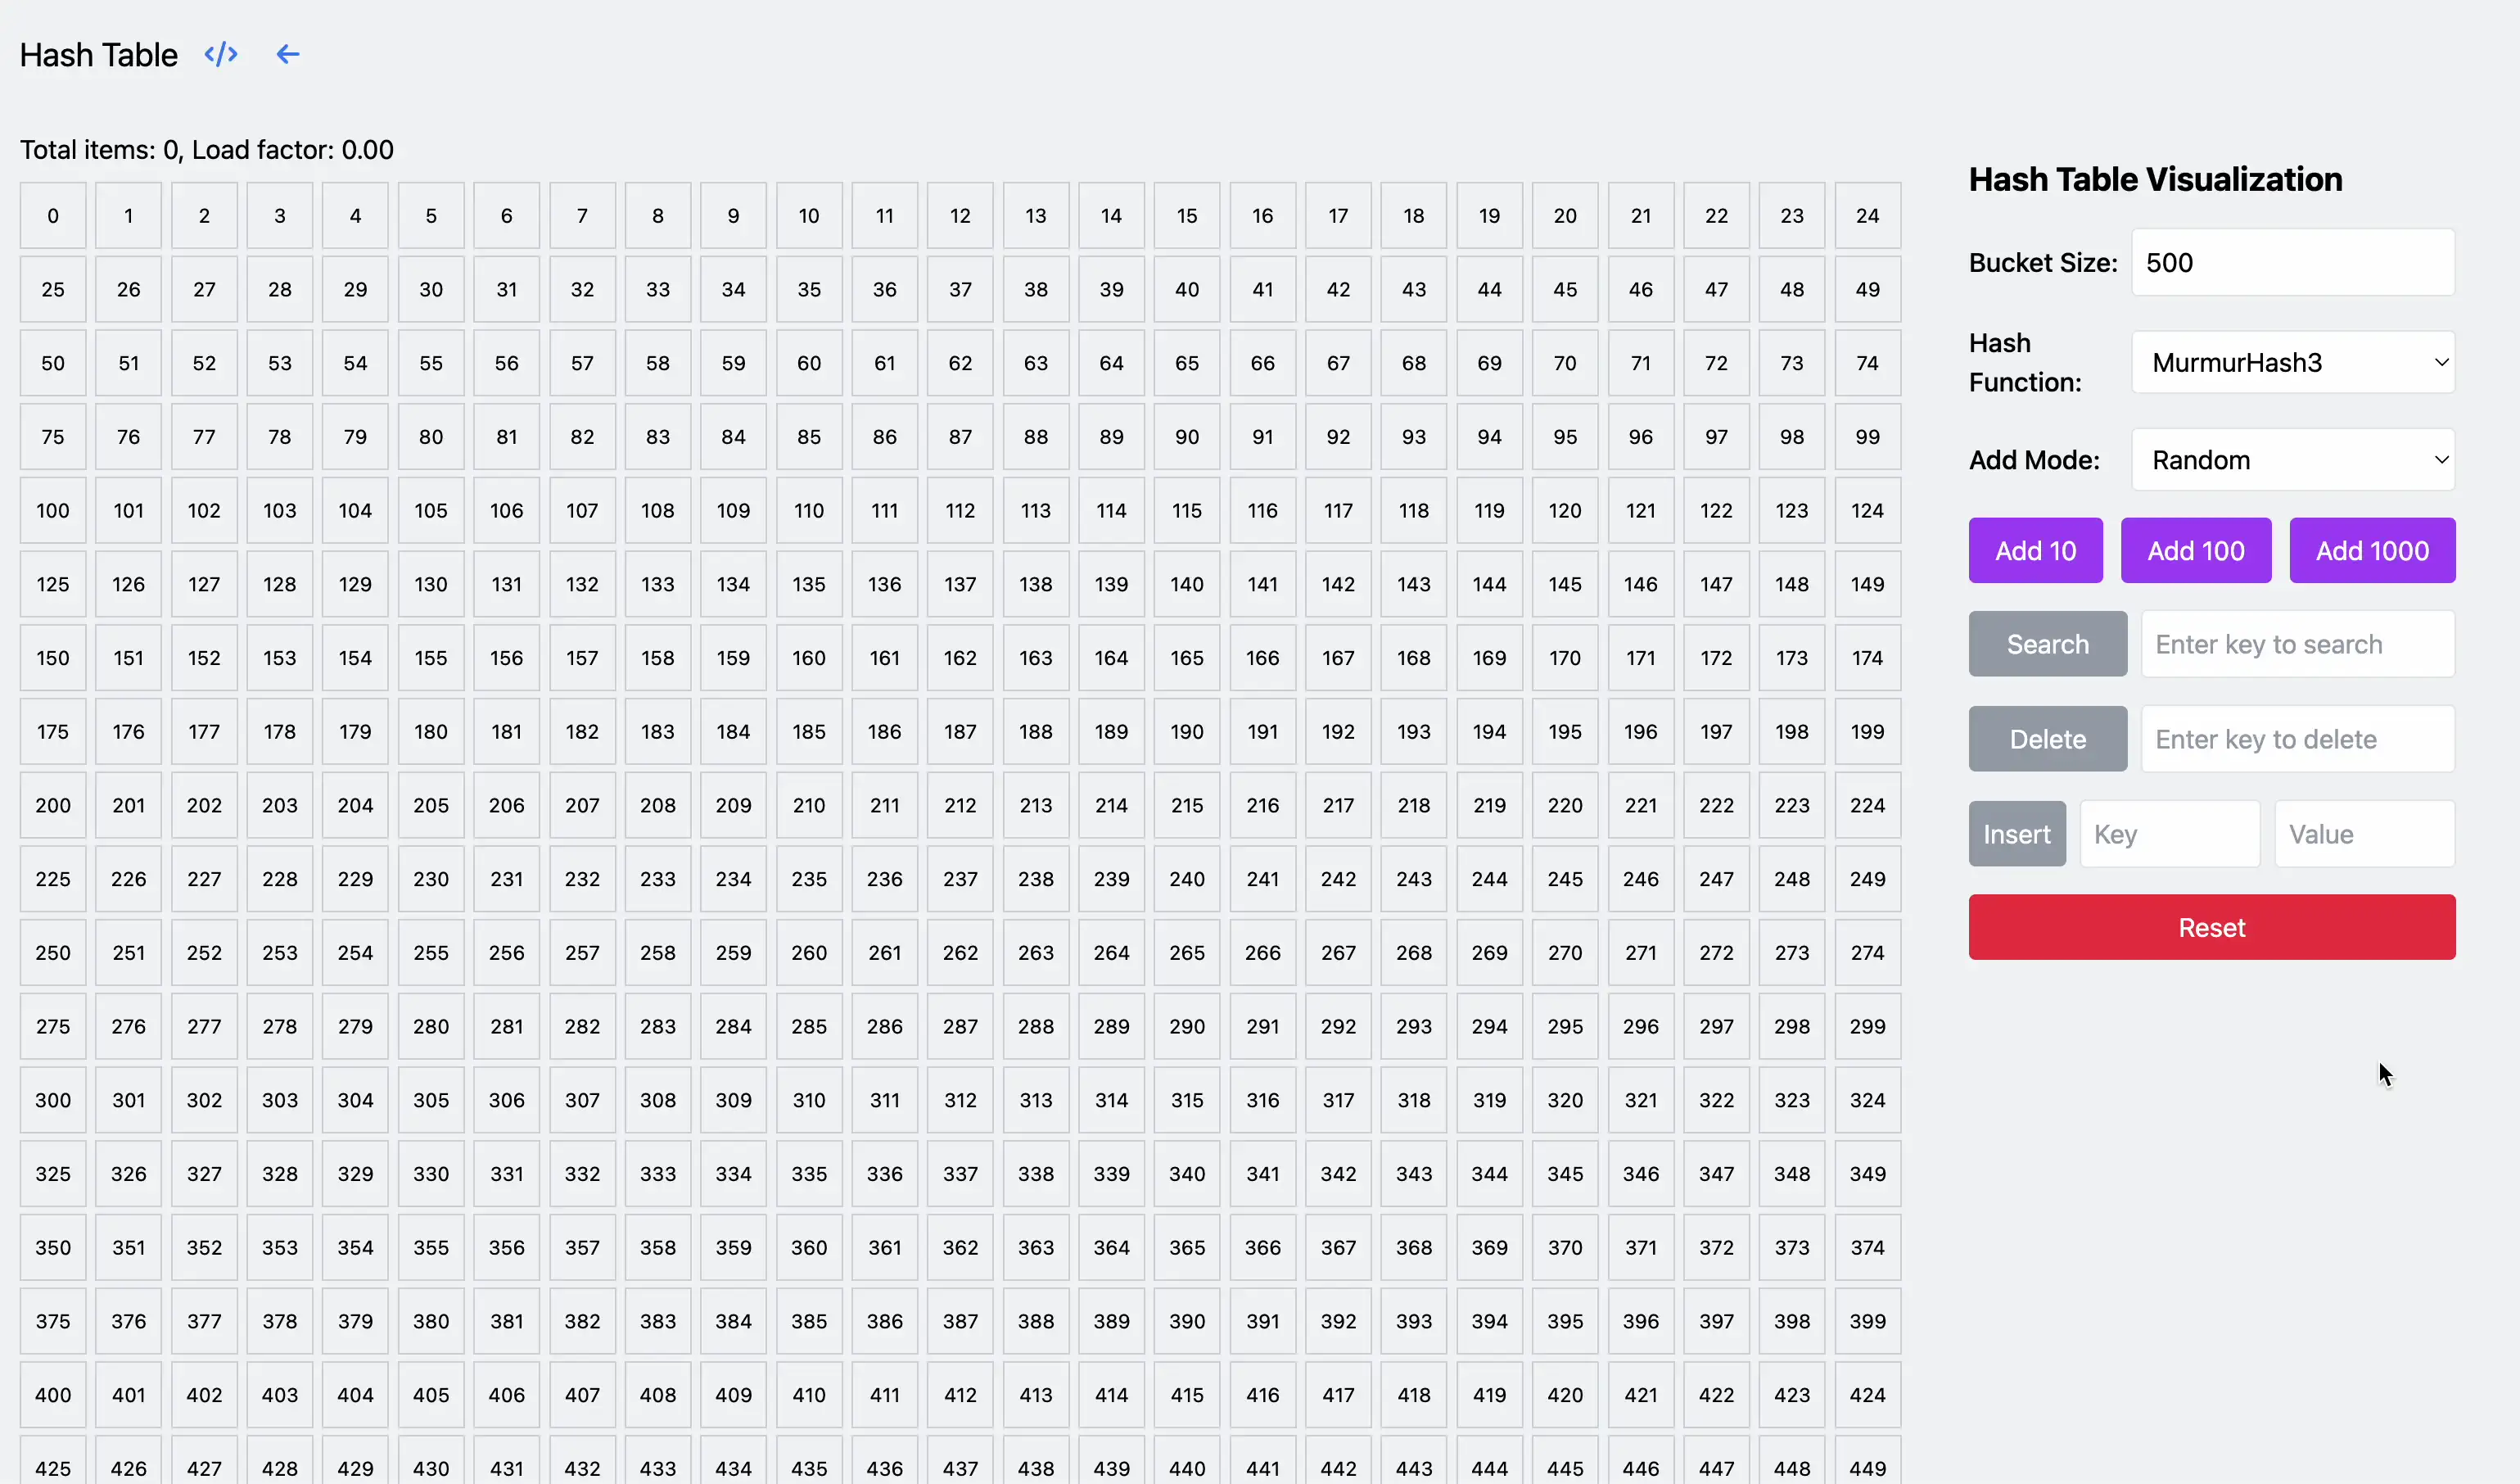 Hash Table </>
Total items: 0, Load factor: 0.00
0 1 2 3 4 5 6 7 8 9 10 11 12 13 14 15 16 17 18 19 20 21 22 23 24
25 26 27 28 29 30 31 32 33 34 35 36 37 38 39 40 41 42 43 44 45 46 47 48 49
50 51 52 53 54 55 56 57 58 59 60 61 62 63 64 65 66 67 68 69 70 71 72 73 74
75 76 77 78 79 80 81 82 83 84 85 86 87 88 89 90 91 92 93 94 95 96 97 98 99
100 101 102 103 104 105 106 107 108 109 110 111 112 113 114 115 116 117 118 119 120 121 122 123 124
125 126 127 128 129 130 131 132 133 134 135 136 137 138 139 140 141 142 143 144 145 146 147 148 149
150 151 152 153 154 155 156 157 158 159 160 161 162 163 164 165 166 167 168 169 170 171 172 173 174
175 176 177 178 179 180 181 182 183 184 185 186 187 188 189 190 191 192 193 194 195 196 197 198 199
200 201 202 203 204 205 206 207 208 209 210 211 212 213 214 215 216 217 218 219 220 221 222 223 224
225 226 227 228 229 230 231 232 233 234 235 236 237 238 239 240 241 242 243 244 245 246 247 248 249
250 251 252 253 254 255 256 257 258 259 260 261 262 263 264 265 266 267 268 269 270 271 272 273 274
275 276 277 278 279 280 281 282 283 284 285 286 287 288 289 290 291 292 293 294 295 296 297 298 299
300 301 302 303 304 305 306 307 308 309 310 311 312 313 314 315 316 317 318 319 320 321 322 323 324
325 326 327 328 329 330 331 332 333 334 335 336 337 338 339 340 341 342 343 344 345 346 347 348 349
350 351 352 353 354 355 356 357 358 359 360 361 362 363 364 365 366 367 368 369 370 371 372 373 374
375 376 377 378 379 380 381 382 383 384 385 386 387 388 389 390 391 392 393 394 395 396 397 398 399
400 401 402 403 404 405 406 407 408 409 410 411 412 413 414 415 416 417 418 419 420 421 422 423 424
425 426 427 428 429 430 431 432 433 434 435 436 437 438 439 440 441 442 443 444 445 446 447 448 449
Hash Table Visualization
Bucket Size: 500
Hash
Function: MurmurHash3
Add Mode: Random
Add 10 Add 100 Add 1000
Search Enter key to search
Delete Enter key to delete
Insert Key Value
Reset